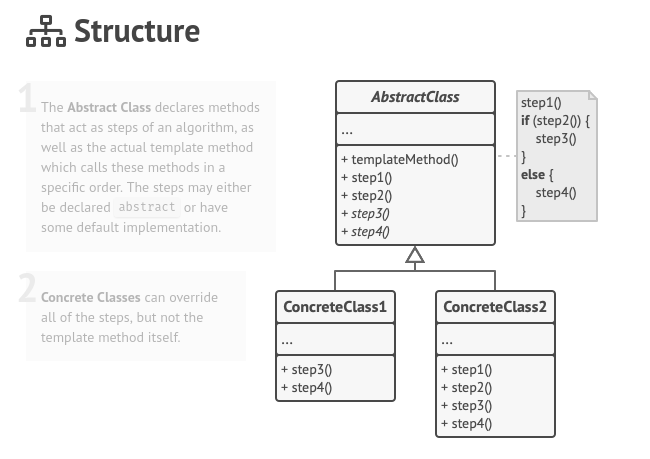 Structure
1
The Abstract Class declares methods
that act as steps of an algorithm, as
well as the actual template method
which calls these methods in a
specific order. The steps may either
be declared abstract or have
some default implementation.
2
Concrete Classes can override
all of the steps, but not the
template method itself.
AbstractClass
...
+ templateMethod()
+ step1()
+ step2()
+ step3()
+ step4()
step1()
if (step2()) {
step3()
}
else {
step4()
}
ConcreteClass1
...
+ step3()
+ step4()
ConcreteClass2
...
+ step1()
+ step2()
+ step3()
+ step4()